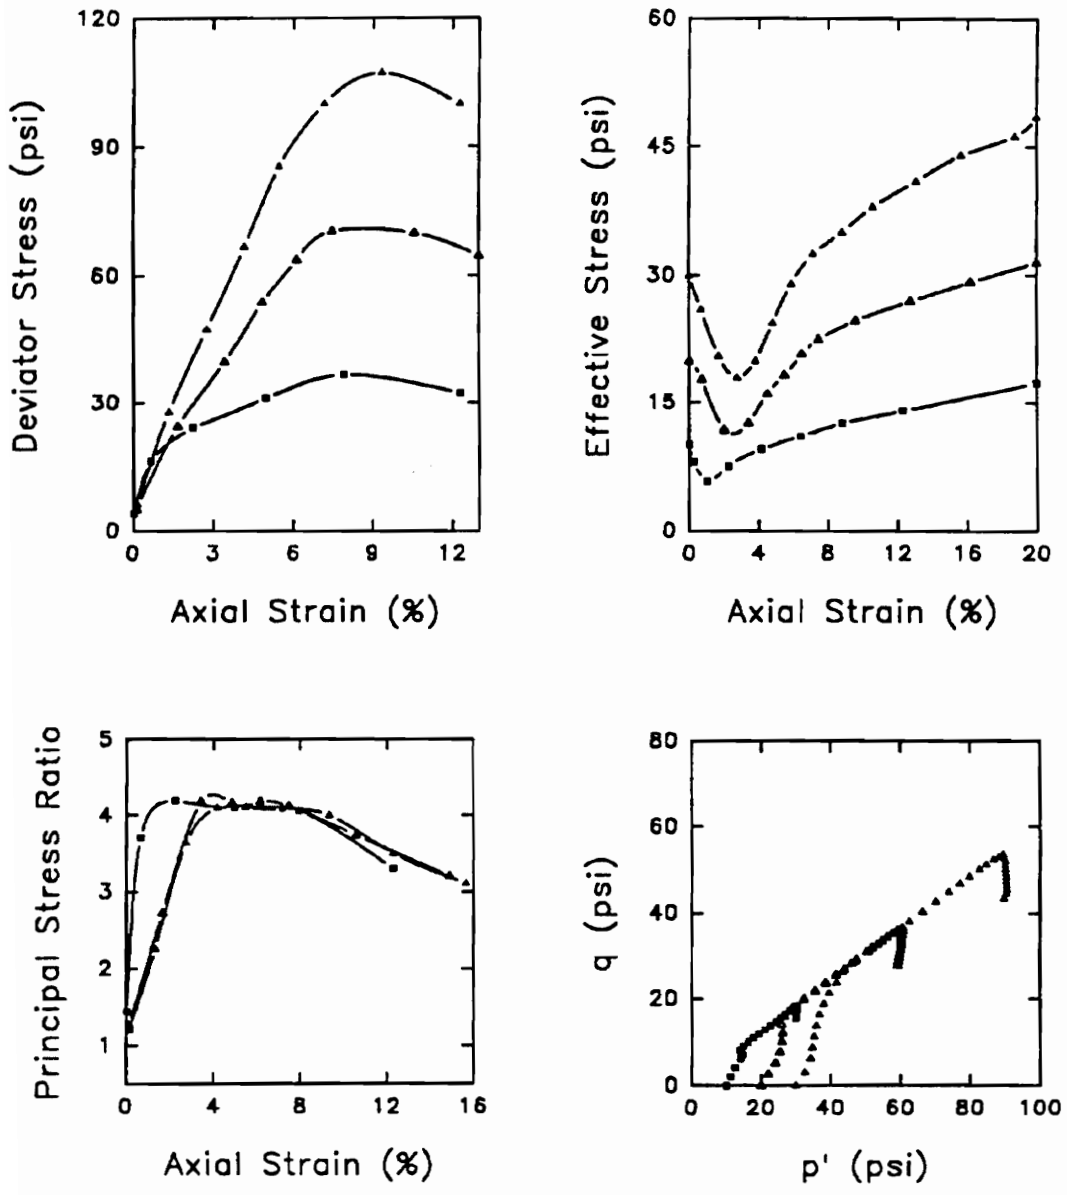 120
90
60
30
0
Deviator Stress (psi)
0 3 6 9 12
Axial Strain (%)
60
45
30
15
0
Effective Stress (psi)
0 4 8 12 16 20
Axial Strain (%)
5
4
3
2
1
Principal Stress Ratio
0 4 8 12 16
Axial Strain (%)
80
60
40
20
0
q (psi)
0 20 40 60 80 100
p' (psi)